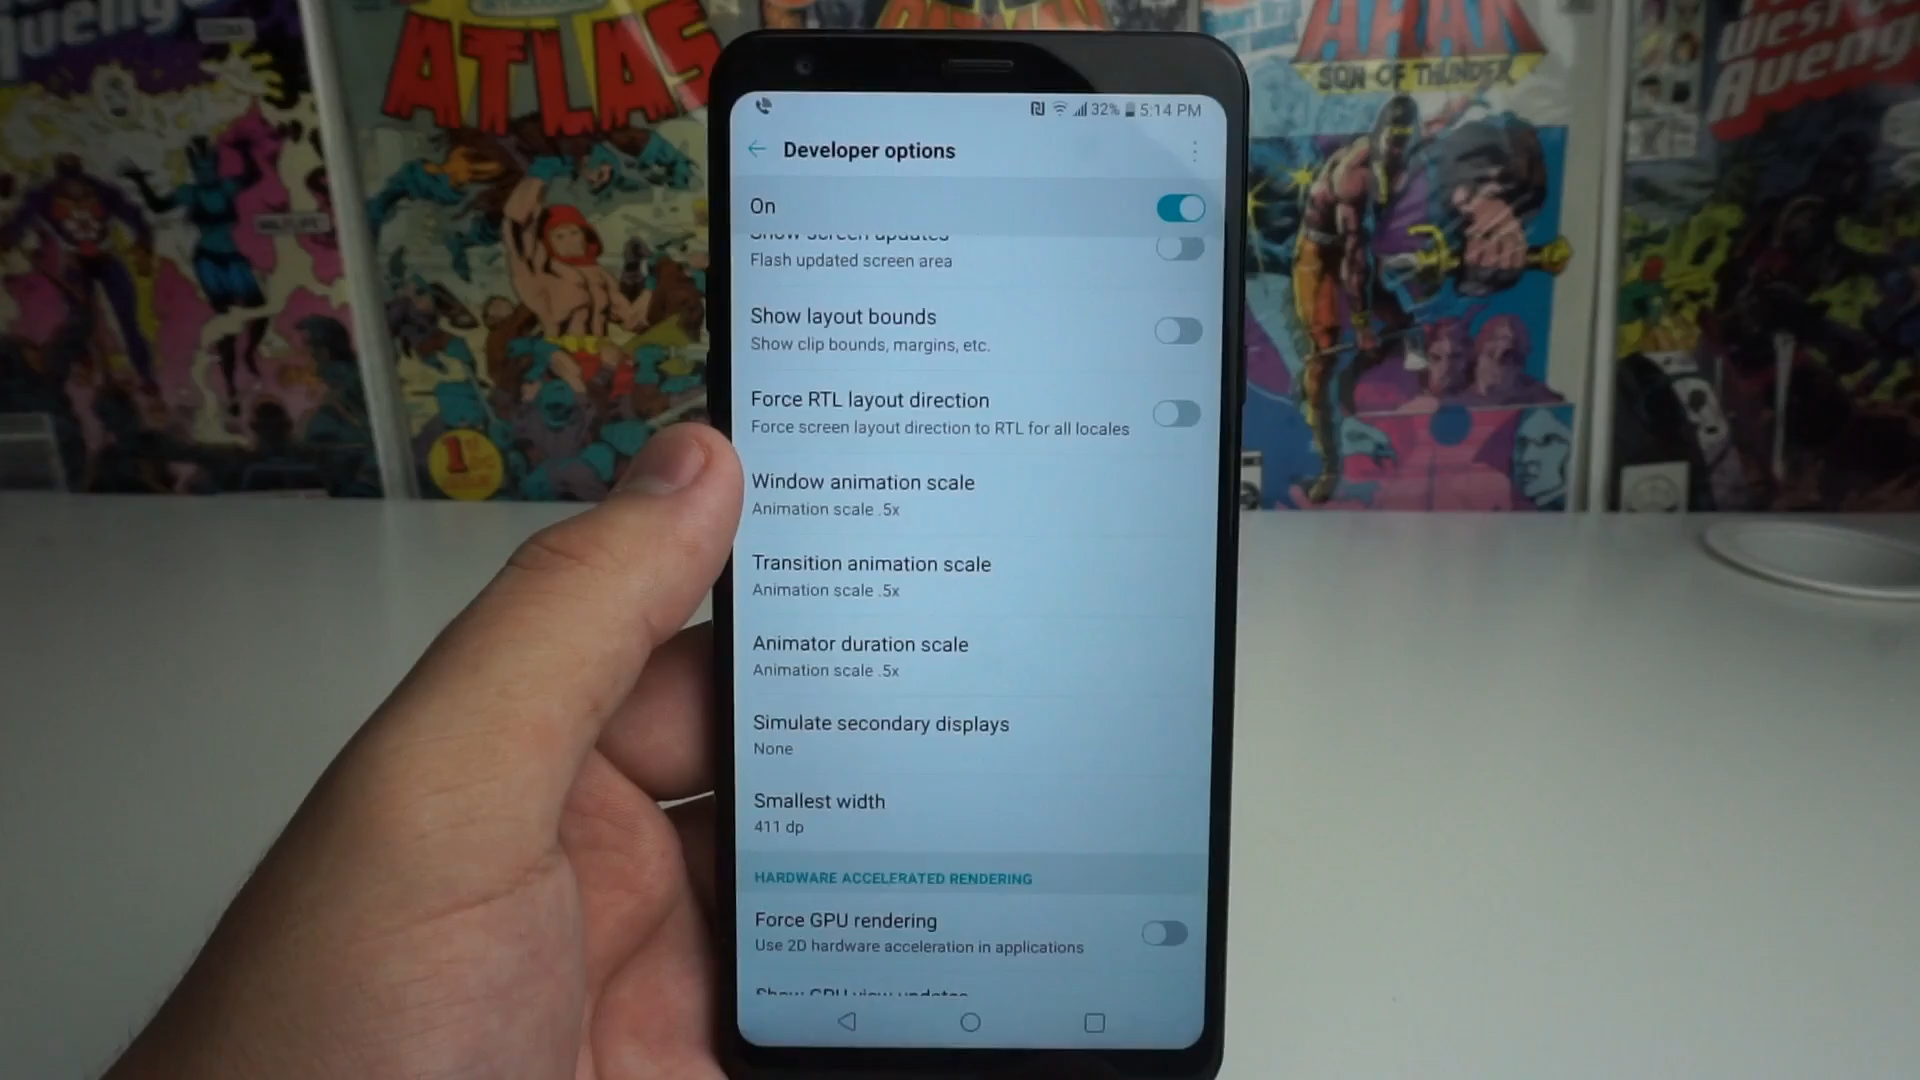 ATLAS
1ST
ARAK
SON OF THUNDER
West
Avengers
32% 5:14 PM
Developer options
On
Show screen updates
Flash updated screen area
Show layout bounds
Show clip bounds, margins, etc.
Force RTL layout direction
Force screen layout direction to RTL for all locales
Window animation scale
Animation scale .5x
Transition animation scale
Animation scale .5x
Animator duration scale
Animation scale .5x
Simulate secondary displays
None
Smallest width
411 dp
HARDWARE ACCELERATED RENDERING
Force GPU rendering
Use 2D hardware acceleration in applications
Show GPU view updates